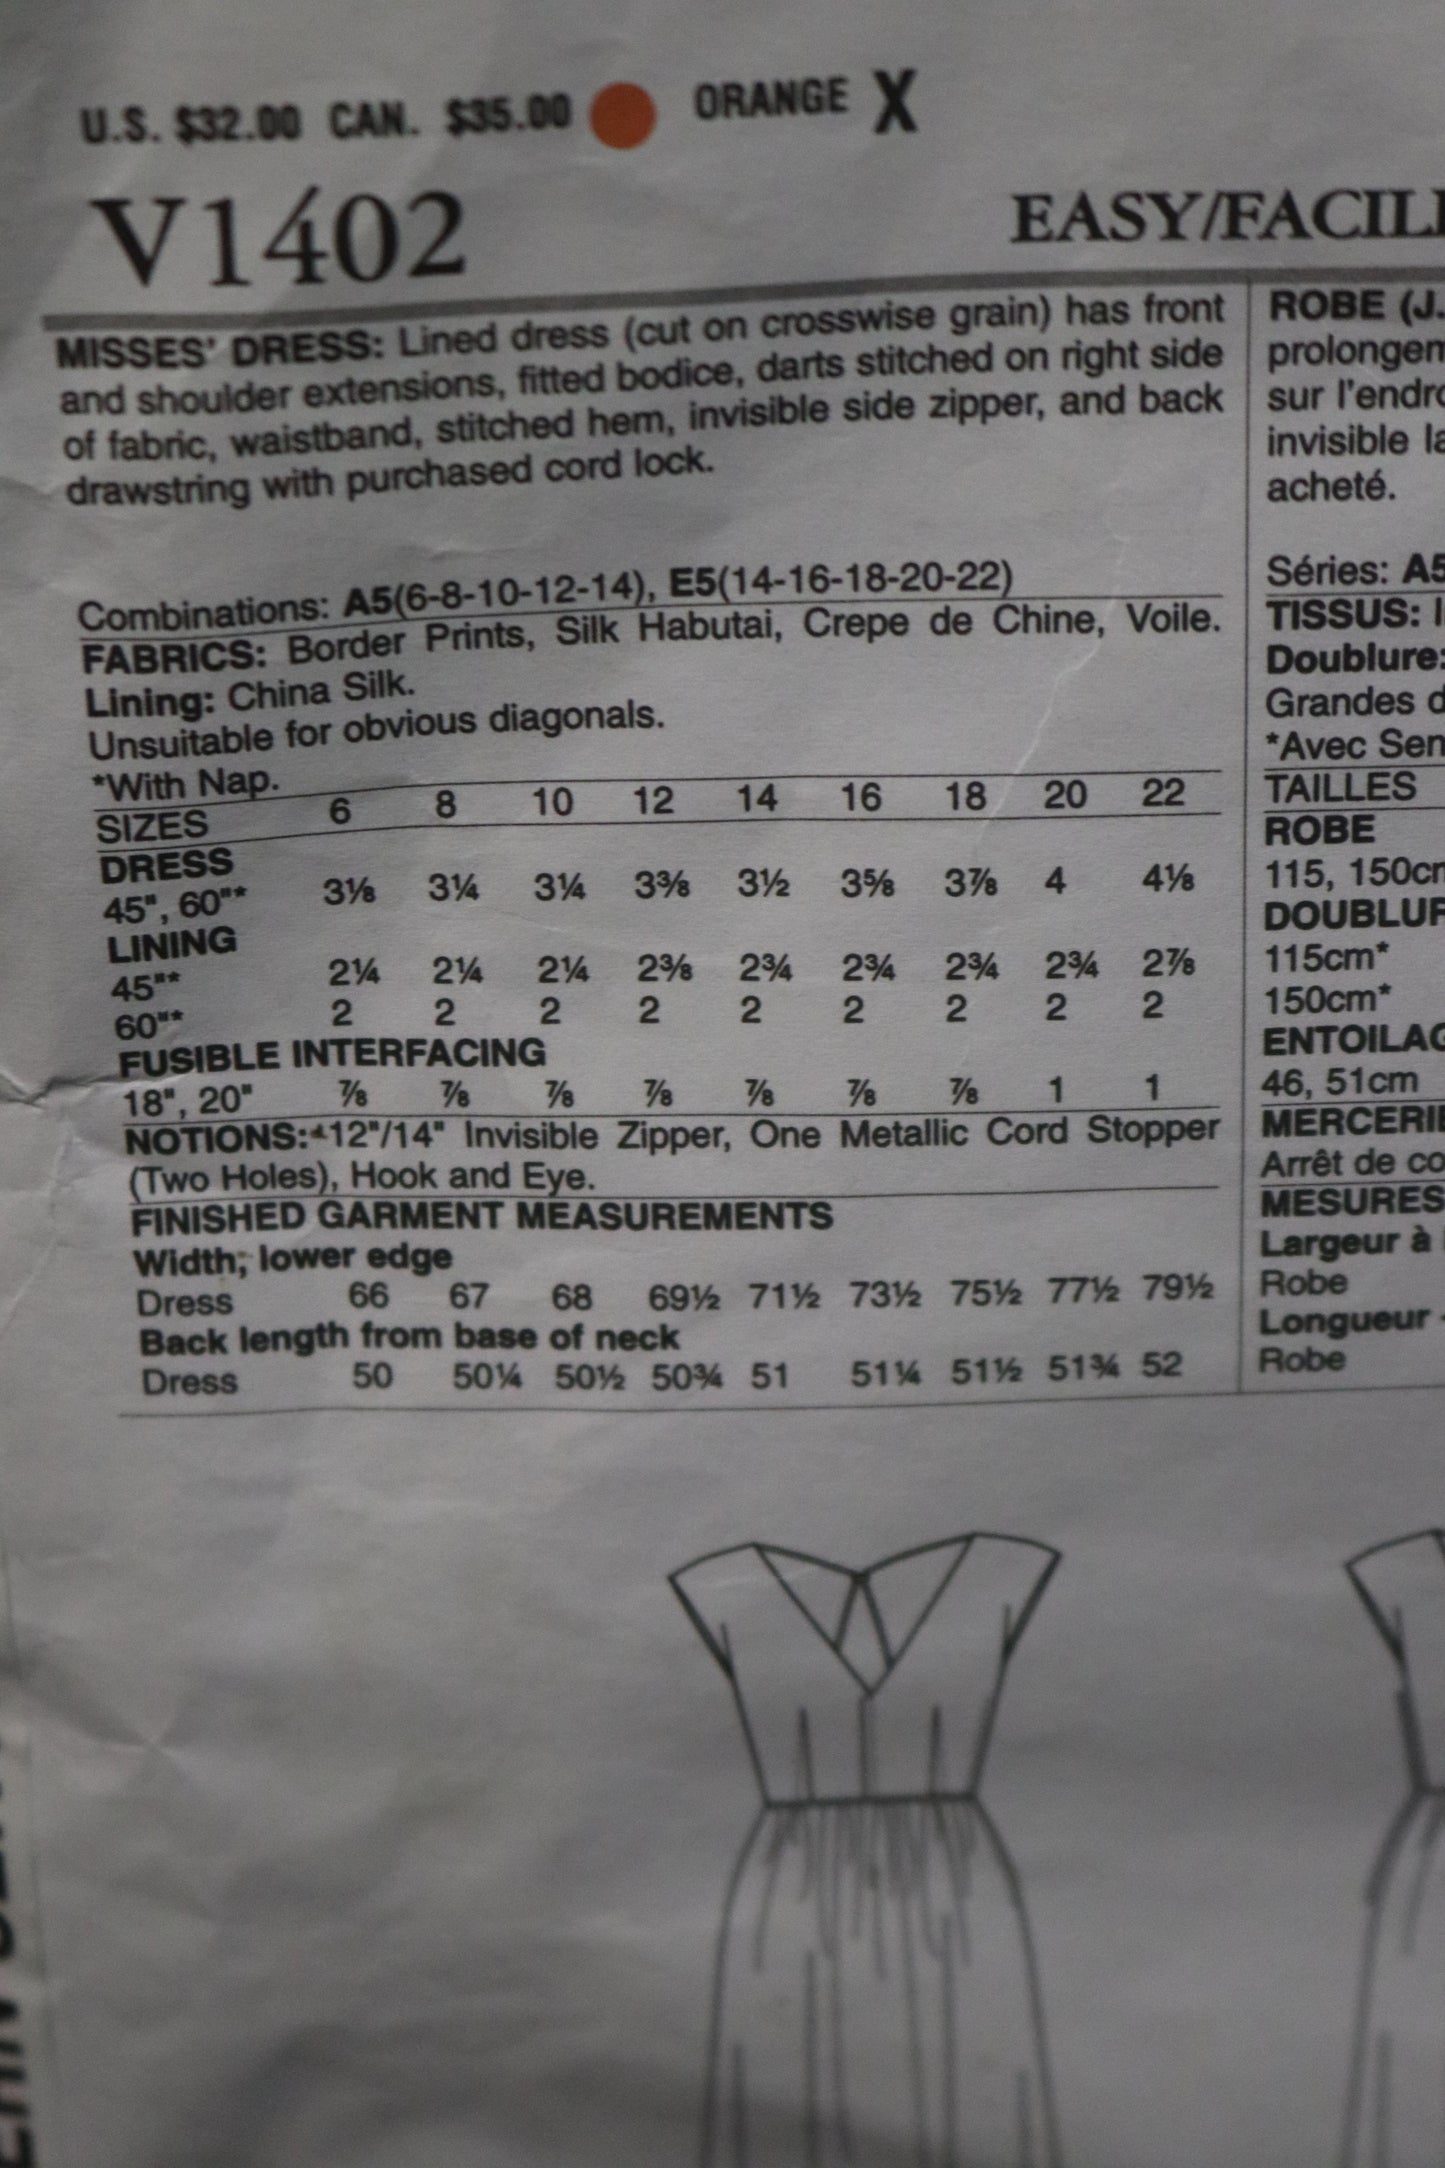 U.S. $32.00 CAN. $35.00 ORANGE X
V1402
EASY/FACIL
MISSES' DRESS: Lined dress (cut on crosswise grain) has front
and shoulder extensions, fitted bodice, darts stitched on right side
of fabric, waistband, stitched hem, invisible side zipper, and back
drawstring with purchased cord lock.
Combinations: A5(6-8-10-12-14), E5(14-16-18-20-22)
FABRICS: Border Prints, Silk Habutai, Crepe de Chine, Voile.
Lining: China Silk.
Unsuitable for obvious diagonals.
*With Nap.
SIZES 6 8 10 12 14 16 18 20 22
DRESS
45", 60"* 3⅛ 3¼ 3¼ 3⅜ 3½ 3⅝ 3⅞ 4 4⅛
LINING
45"* 2¼ 2¼ 2¼ 2⅜ 2¾ 2¾ 2¾ 2¾ 2⅞
60"* 2 2 2 2 2 2 2 2 2
FUSIBLE INTERFACING
18", 20" ⅞ ⅞ ⅞ ⅞ ⅞ ⅞ ⅞ 1 1
NOTIONS: 12"/14" Invisible Zipper, One Metallic Cord Stopper
(Two Holes), Hook and Eye.
FINISHED GARMENT MEASUREMENTS
Width, lower edge
Dress 66 67 68 69½ 71½ 73½ 75½ 77½ 79½
Back length from base of neck
Dress 50 50¼ 50½ 50¾ 51 51¼ 51½ 51¾ 52
ROBE (J.
prolongem
sur l'endro
invisible la
acheté.
Séries: A5
TISSUS:
Doublure:
Grandes d
*Avec Sen
TAILLES
ROBE
115, 150cm
DOUBLUR
115cm*
150cm*
ENTOILAG
46, 51cm
MERCERIE
Arrêt de co
MESURES
Largeur à
Robe
Longueur
Robe